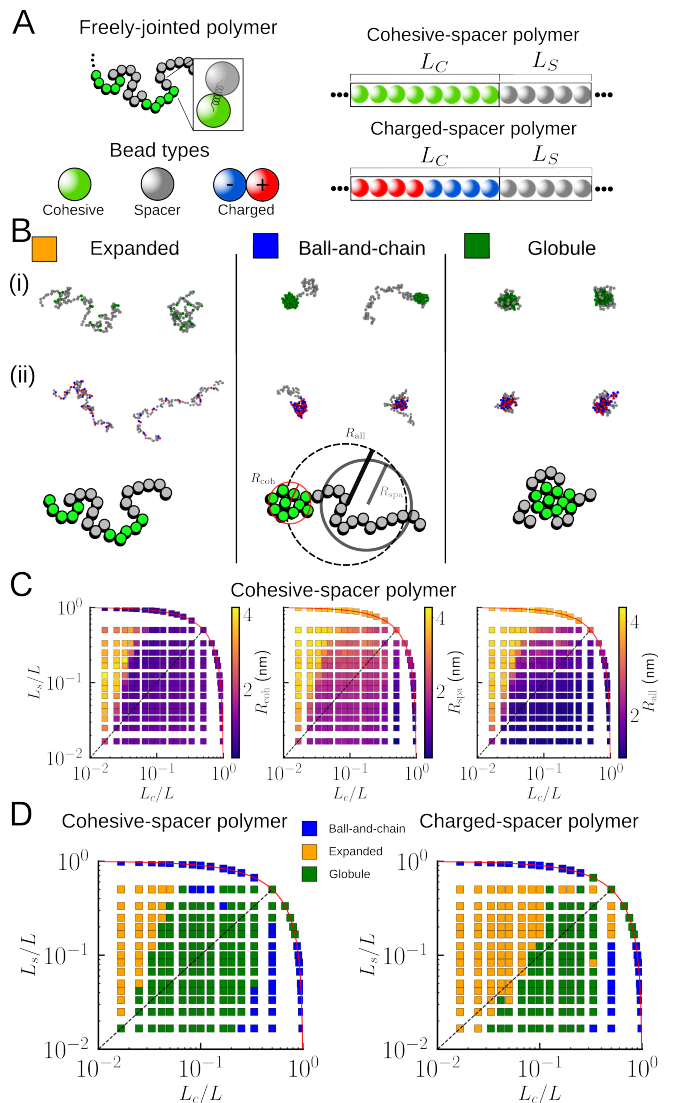 A
Freely-jointed polymer
Cohesive-spacer polymer
L_C L_S
Charged-spacer polymer
L_C L_S
Bead types
- +
Cohesive Spacer Charged
B
Expanded Ball-and-chain Globule
(i)
(ii)
R_all
R_coh
R_spa
C
Cohesive-spacer polymer
10^0
10^-1
10^-2
L_s/L
10^-2 10^-1 10^0
L_c/L
4
2
R_coh (nm)
10^-2 10^-1 10^0
L_c/L
4
2
R_spa (nm)
10^-2 10^-1 10^0
L_c/L
4
2
R_all (nm)
D
Cohesive-spacer polymer
Ball-and-chain
Expanded
Globule
Charged-spacer polymer
10^0
10^-1
10^-2
L_s/L
10^-2 10^-1 10^0
L_c/L
10^0
10^-1
10^-2
L_s/L
10^-2 10^-1 10^0
L_c/L